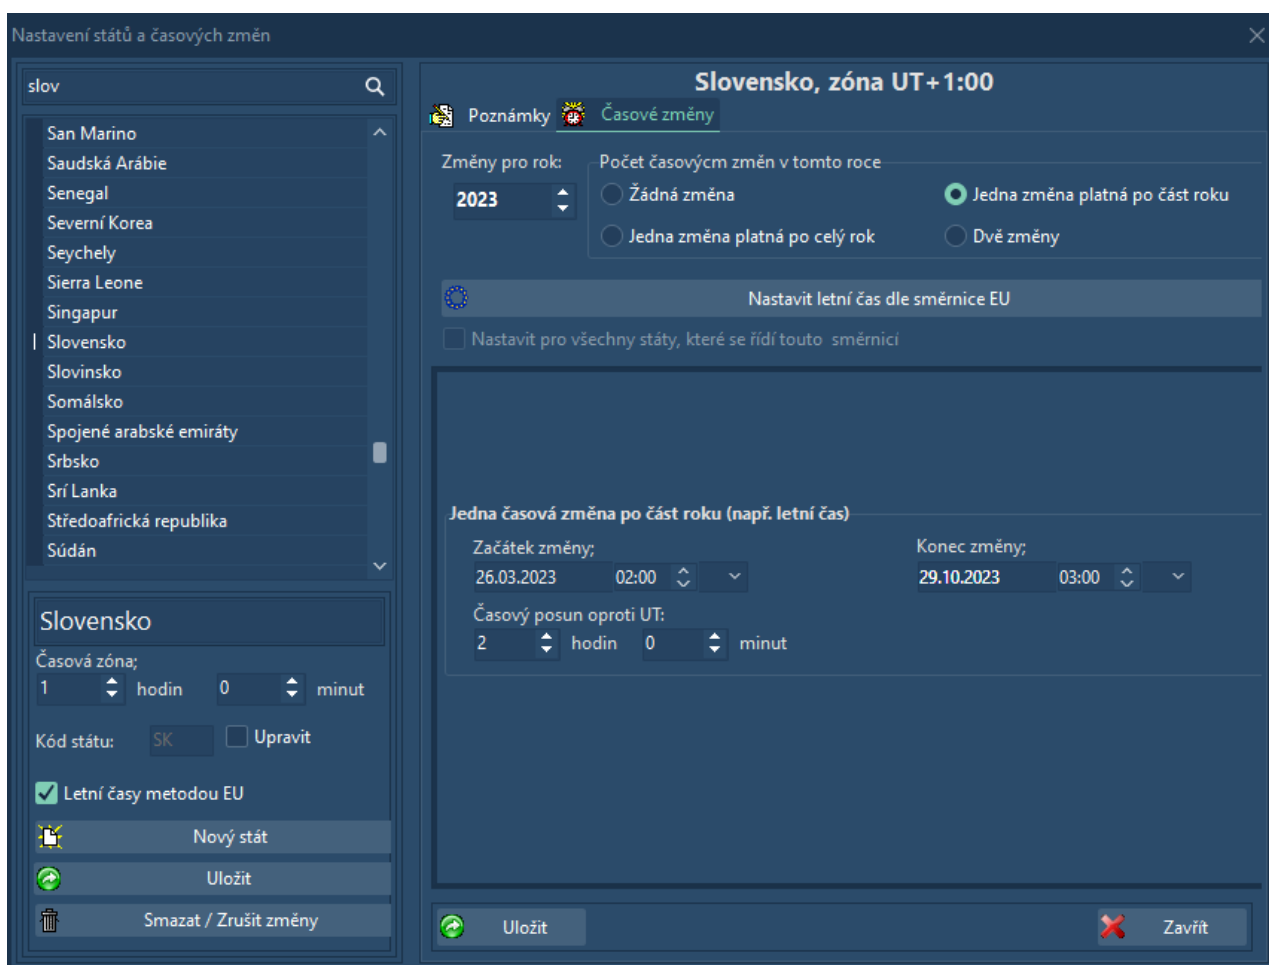 Nastavení států a časových změn
slov
San Marino
Saudská Arábie
Senegal
Severní Korea
Seychely
Sierra Leone
Singapur
Slovensko
Slovinsko
Somálsko
Spojené arabské emiráty
Srbsko
Srí Lanka
Středoafrická republika
Súdán
Slovensko
Časová zóna;
1 hodin 0 minut
Kód státu: SK Upravit
Letní časy metodou EU
Nový stát
Uložit
Smazat / Zrušit změny
Slovensko, zóna UT+1:00
Poznámky Časové změny
Změny pro rok:
2023
Počet časovýcm změn v tomto roce
Žádná změna Jedna změna platná po část roku
Jedna změna platná po celý rok Dvě změny
Nastavit letní čas dle směrnice EU
Nastavit pro všechny státy, které se řídí touto směrnicí
Jedna časová změna po část roku (např. letní čas)
Začátek změny; Konec změny;
26.03.2023 02:00 29.10.2023 03:00
Časový posun oproti UT:
2 hodin 0 minut
Uložit Zavřít